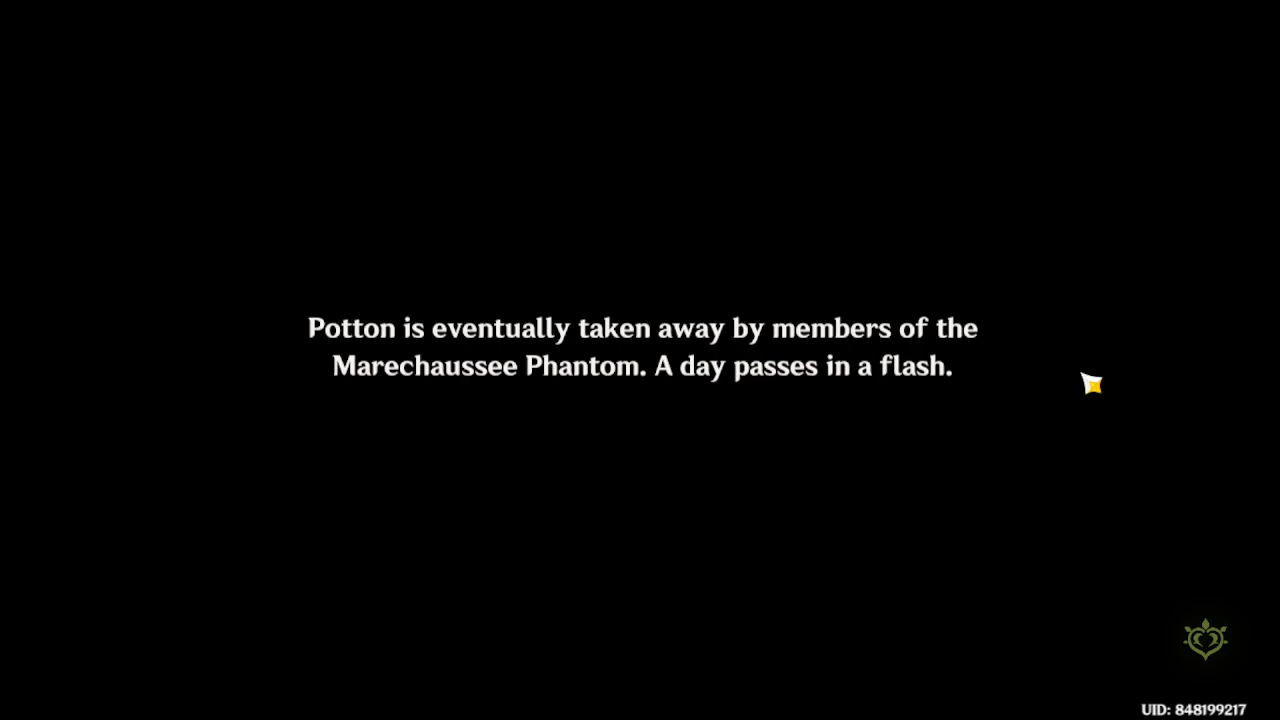 Potton is eventually taken away by members of the
Marechaussee Phantom. A day passes in a flash.
UID: 848199217